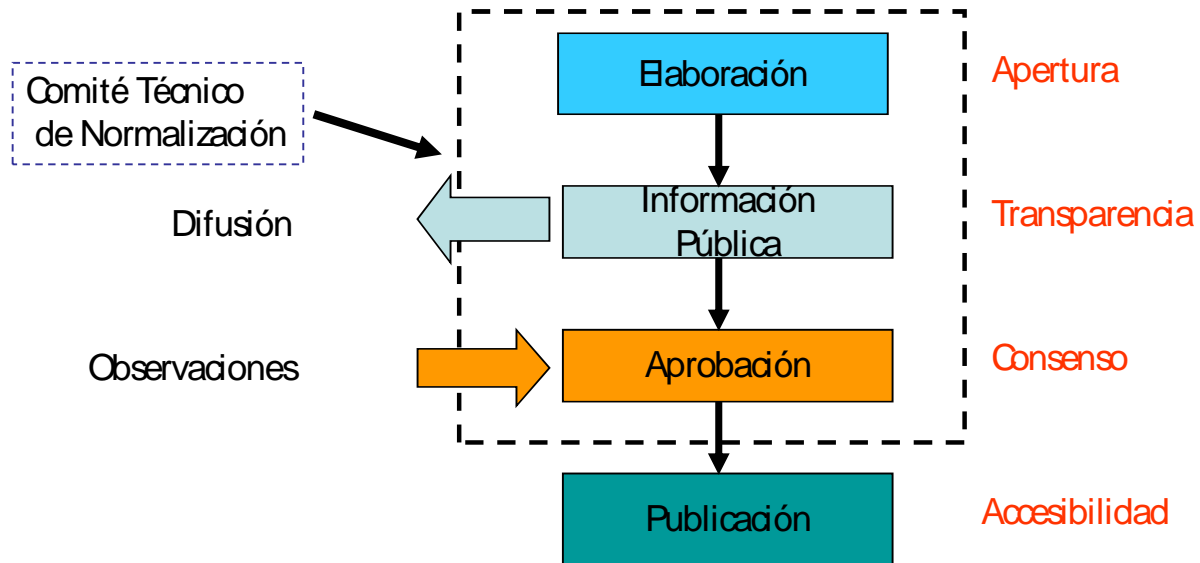 Elaboración
Apertura
Comité Técnico
de Normalización
Información
Pública
Transparencia
Difusión
Aprobación
Consenso
Observaciones
Publicación
Accesibilidad